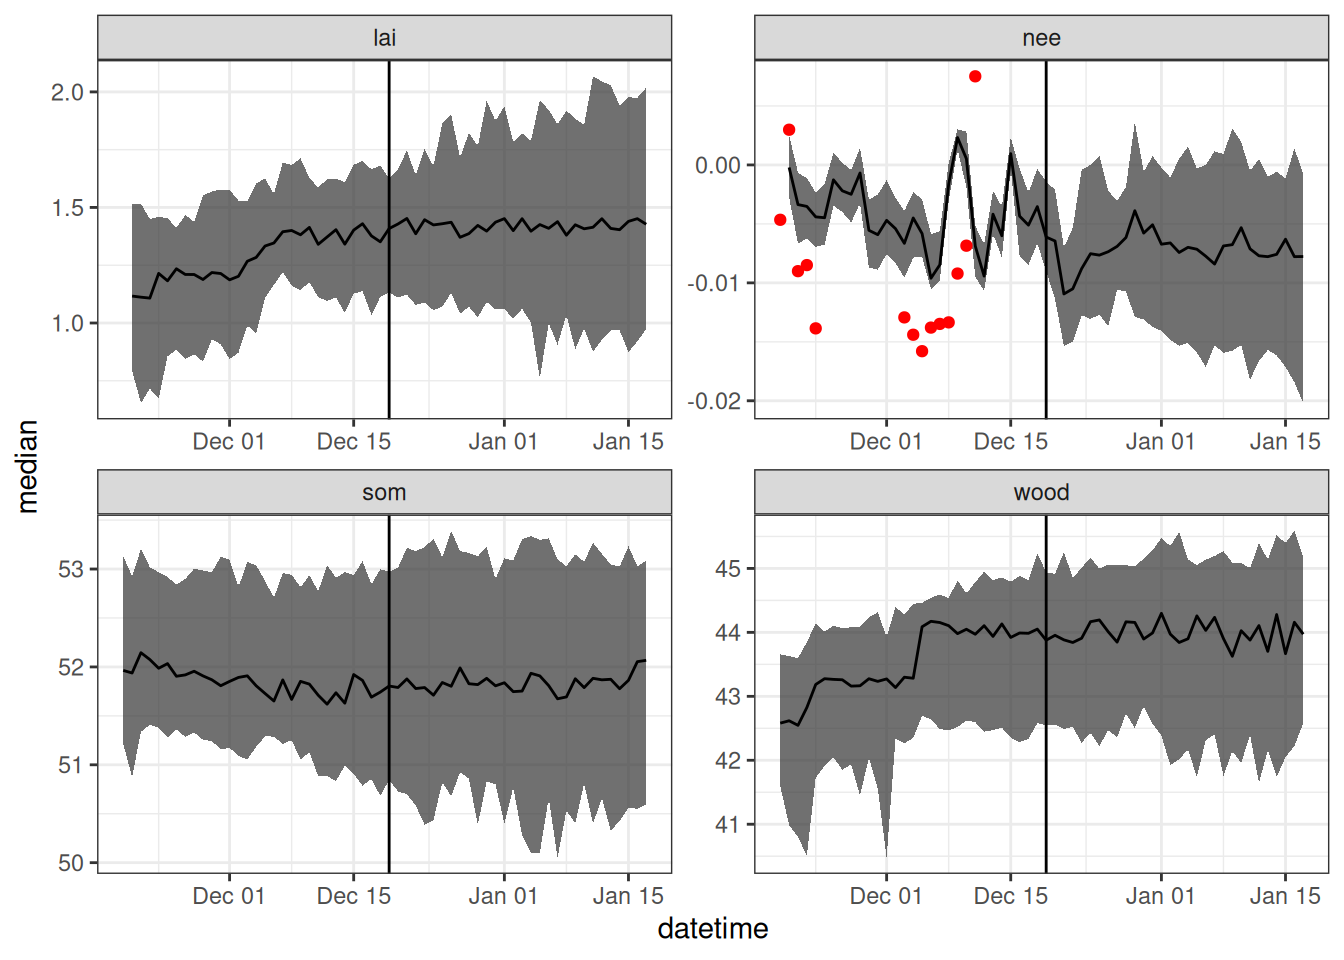 lai
nee
2.0
1.5
1.0
0.00
-0.01
-0.02
Dec 01 Dec 15 Jan 01 Jan 15
Dec 01 Dec 15 Jan 01 Jan 15
median
som
wood
53
52
51
50
45
44
43
42
41
Dec 01 Dec 15 Jan 01 Jan 15
Dec 01 Dec 15 Jan 01 Jan 15
datetime